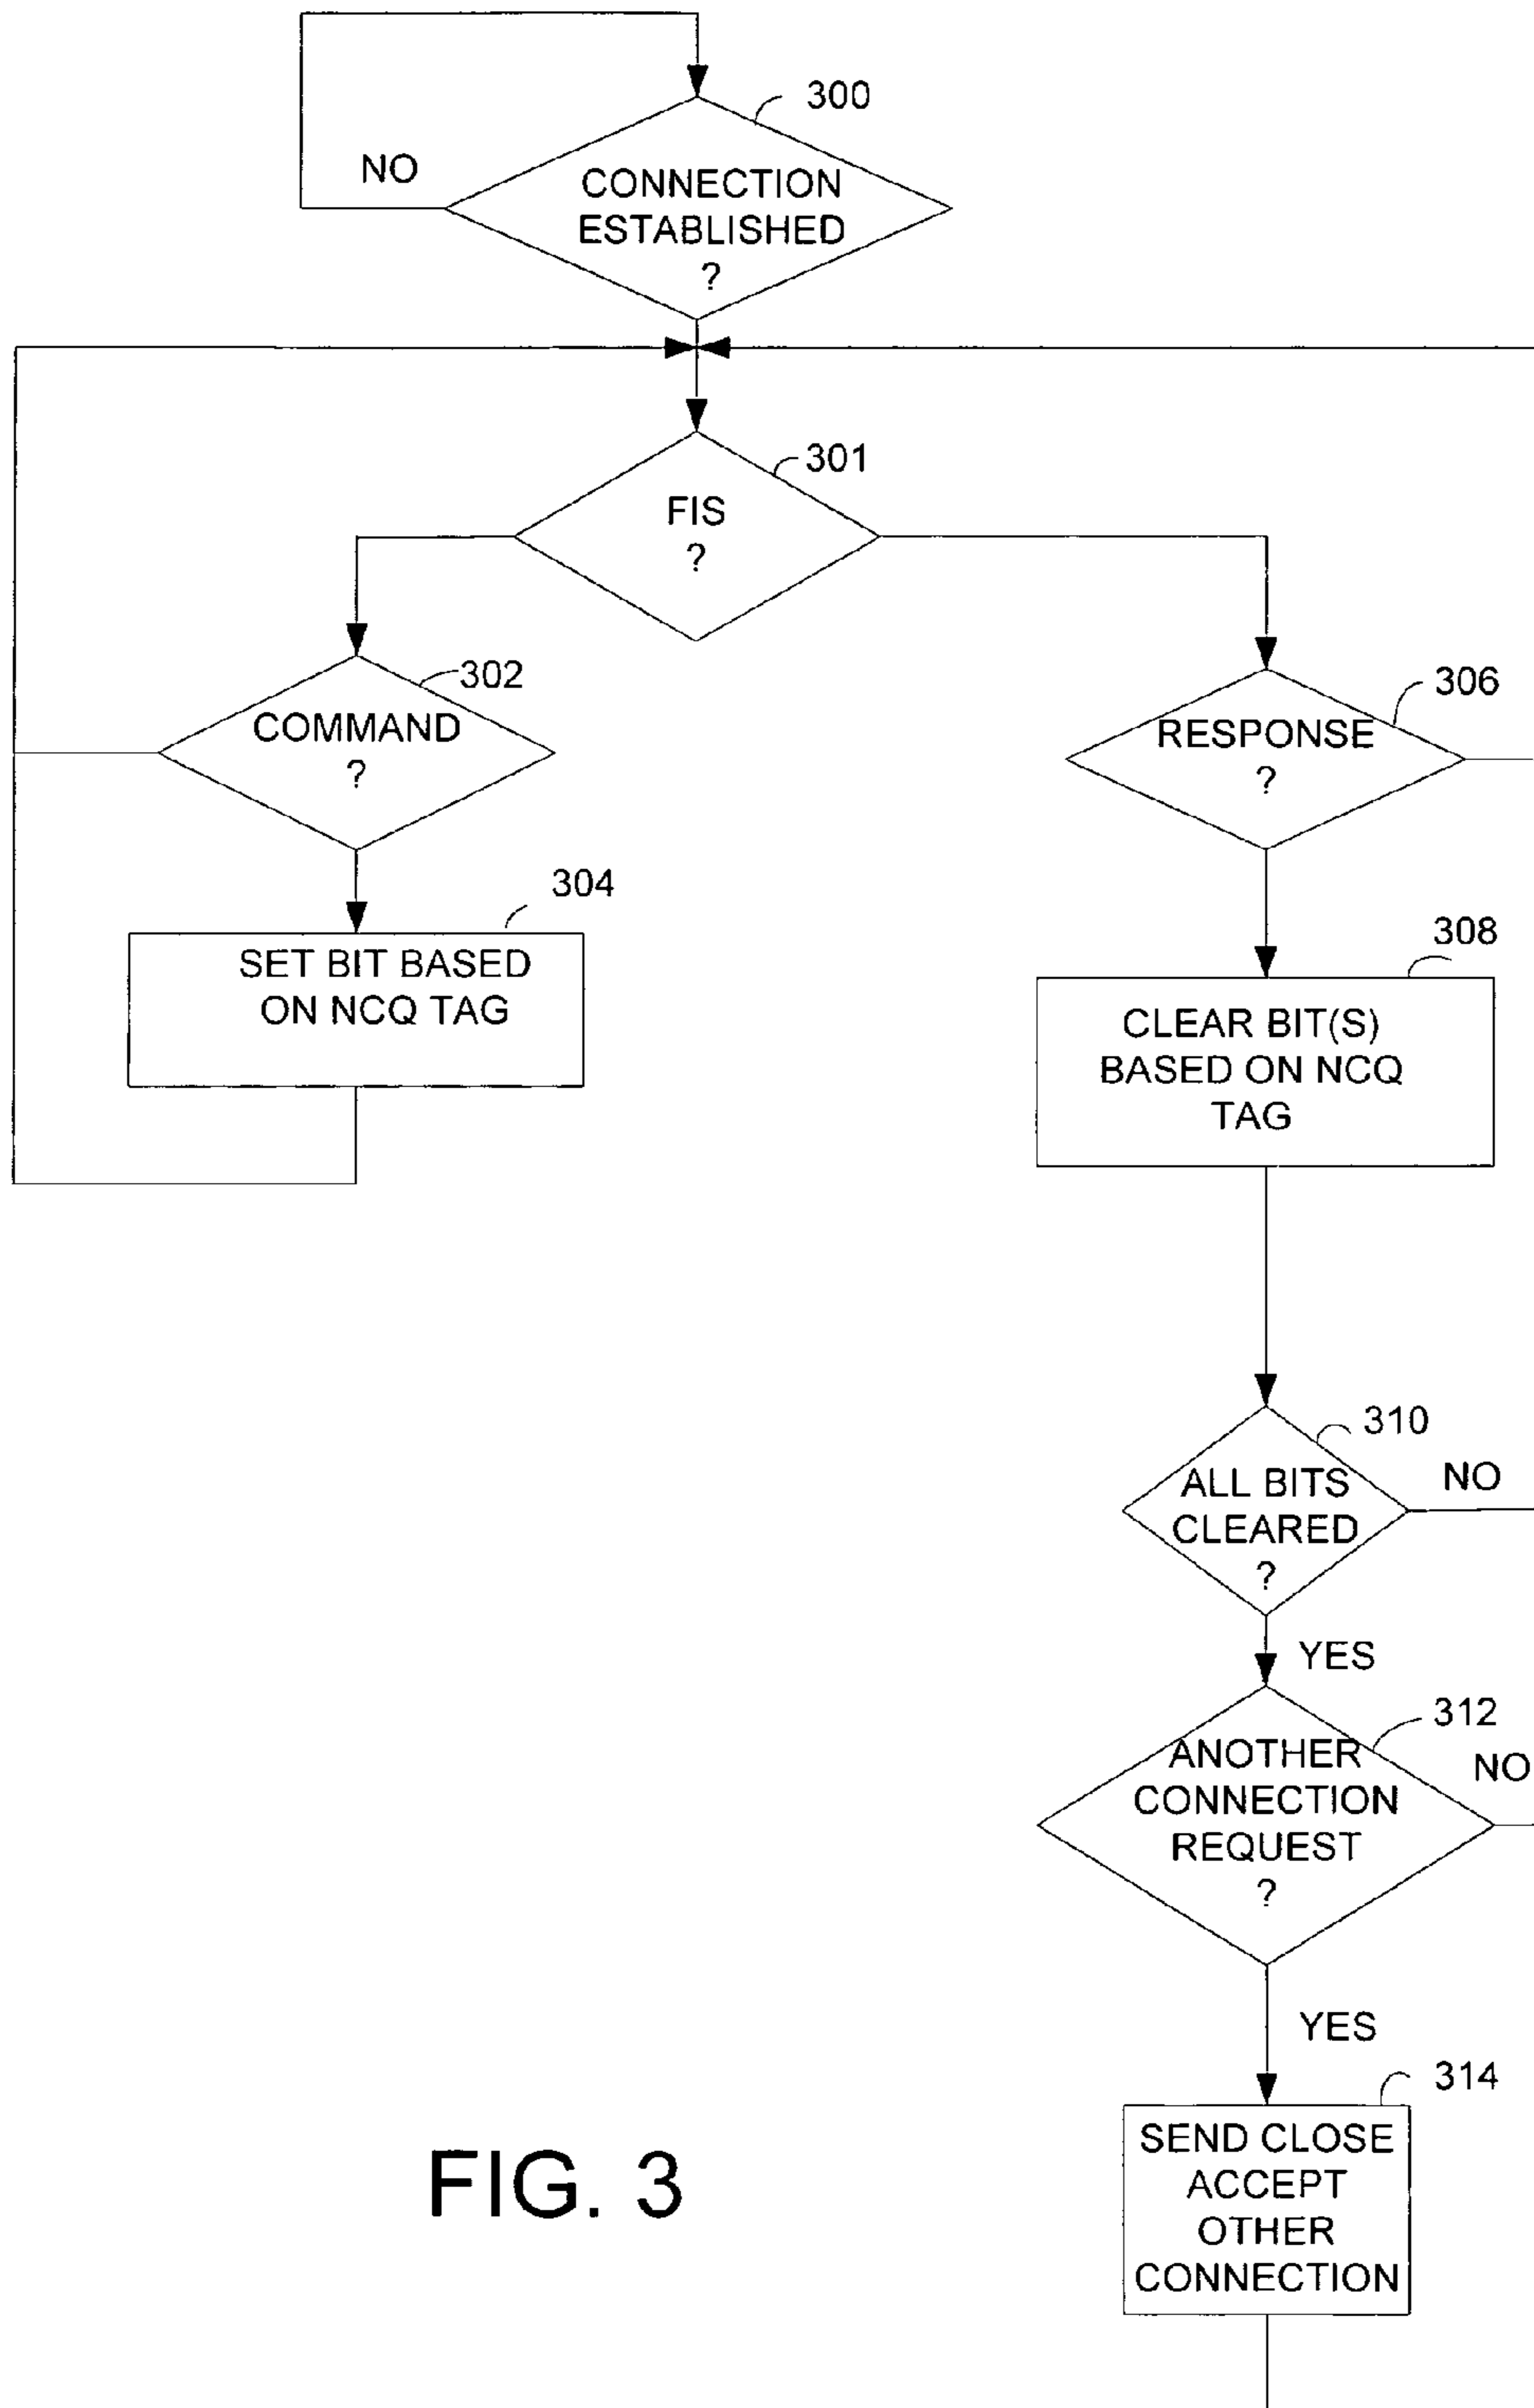 300
NO
CONNECTION
ESTABLISHED
?
301
FIS
?
302
COMMAND
?
306
RESPONSE
?
304
SET BIT BASED
ON NCQ TAG
308
CLEAR BIT(S)
BASED ON NCQ
TAG
310
ALL BITS
CLEARED
?
NO
YES
312
ANOTHER
CONNECTION
REQUEST
?
NO
YES
314
SEND CLOSE
ACCEPT
OTHER
CONNECTION
FIG. 3